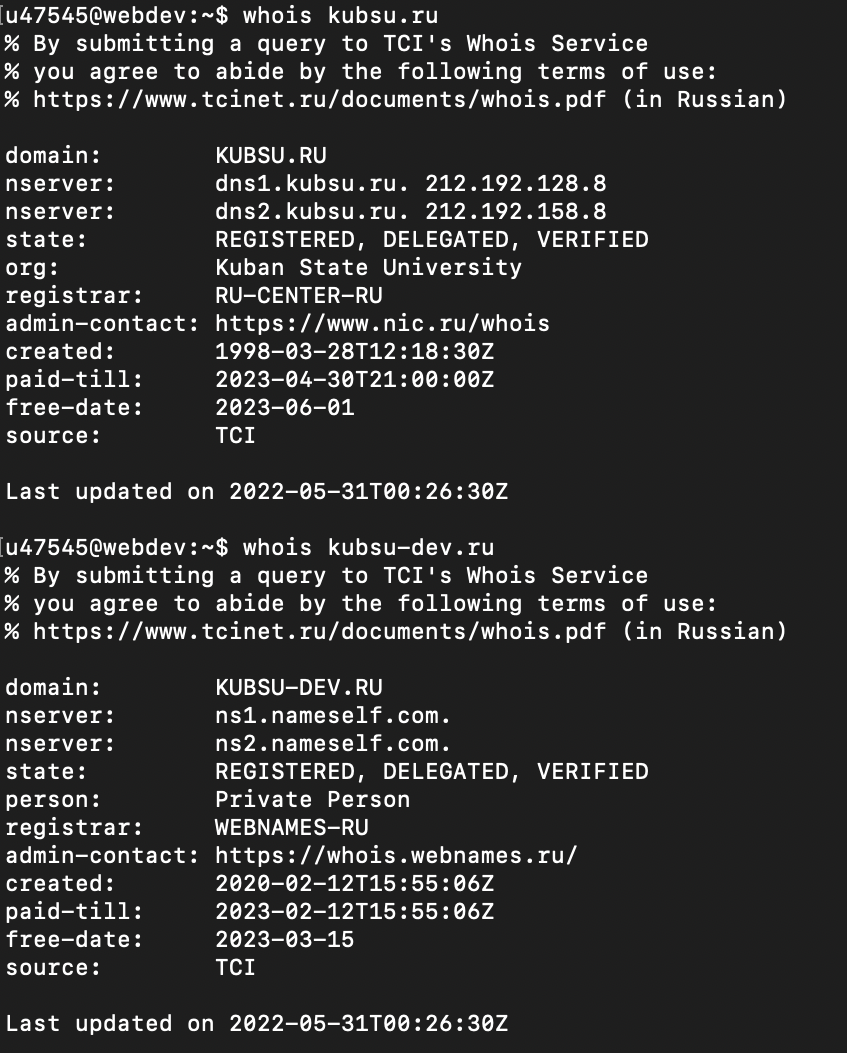 [u47545@webdev:~$ whois kubsu.ru
% By submitting a query to TCI's Whois Service
% you agree to abide by the following terms of use:
% https://www.tcinet.ru/documents/whois.pdf (in Russian)
domain:        KUBSU.RU
nserver:       dns1.kubsu.ru. 212.192.128.8
nserver:       dns2.kubsu.ru. 212.192.158.8
state:         REGISTERED, DELEGATED, VERIFIED
org:           Kuban State University
registrar:     RU-CENTER-RU
admin-contact: https://www.nic.ru/whois
created:       1998-03-28T12:18:30Z
paid-till:     2023-04-30T21:00:00Z
free-date:     2023-06-01
source:        TCI
Last updated on 2022-05-31T00:26:30Z
[u47545@webdev:~$ whois kubsu-dev.ru
% By submitting a query to TCI's Whois Service
% you agree to abide by the following terms of use:
% https://www.tcinet.ru/documents/whois.pdf (in Russian)
domain:        KUBSU-DEV.RU
nserver:       ns1.nameself.com.
nserver:       ns2.nameself.com.
state:         REGISTERED, DELEGATED, VERIFIED
person:        Private Person
registrar:     WEBNAMES-RU
admin-contact: https://whois.webnames.ru/
created:       2020-02-12T15:55:06Z
paid-till:     2023-02-12T15:55:06Z
free-date:     2023-03-15
source:        TCI
Last updated on 2022-05-31T00:26:30Z